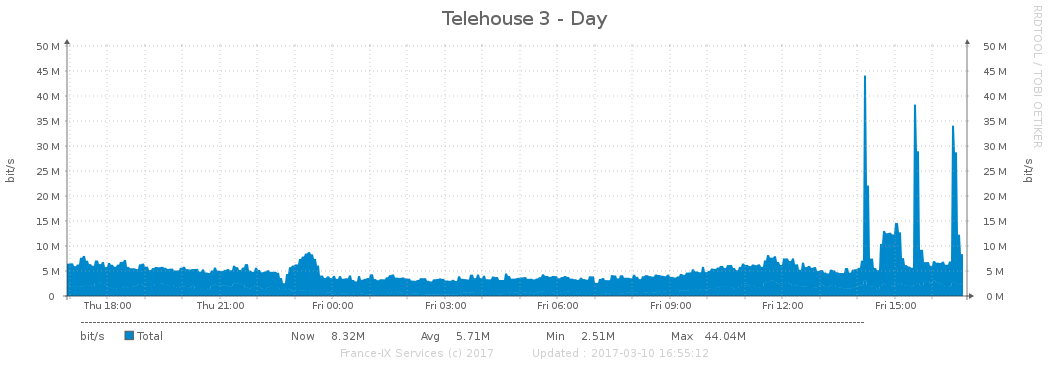 Telehouse 3 - Day
RRDTOOL / TOBI OETIKER
bit/s
50 M 50 M
45 M 45 M
40 M 40 M
35 M 35 M
30 M 30 M
25 M 25 M
20 M 20 M
15 M 15 M
10 M 10 M
5 M 5 M
0 0 M
bit/s
Thu 18:00 Thu 21:00 Fri 00:00 Fri 03:00 Fri 06:00 Fri 09:00 Fri 12:00 Fri 15:00
bit/s Total Now 8.32M Avg 5.71M Min 2.51M Max 44.04M
France-IX Services (c) 2017 Updated : 2017-03-10 16:55:12